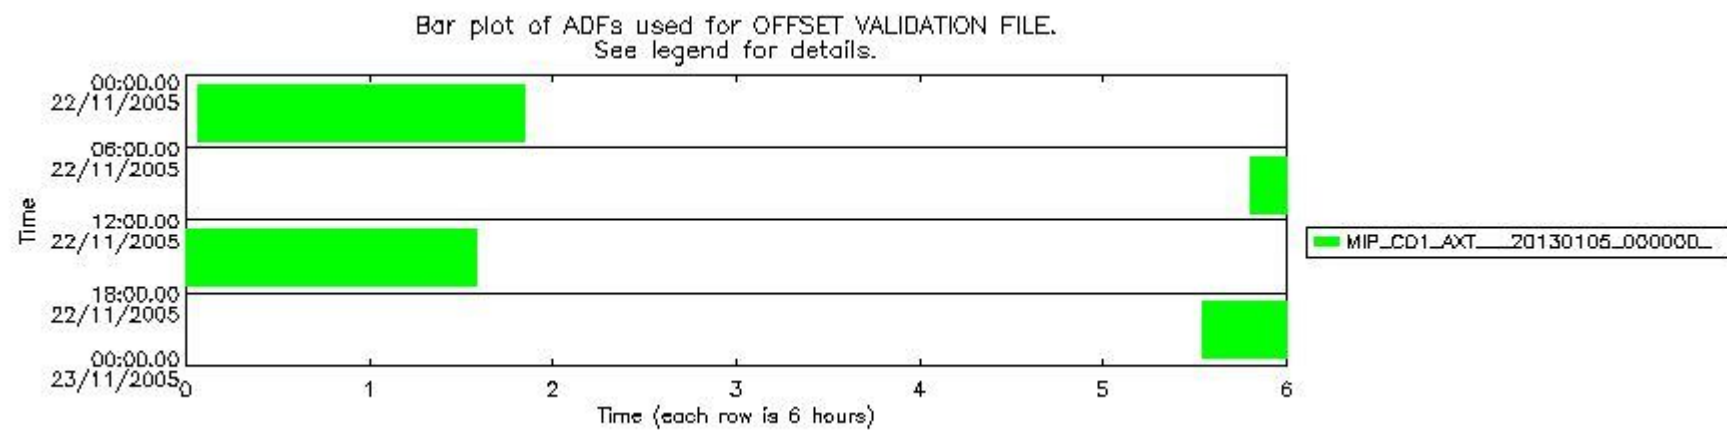 Bar plot of ADFs used for OFFSET VALIDATION FILE.
See legend for details.
00:00.00
22/11/2005
06:00.00
22/11/2005
12:00.00
22/11/2005
18:00.00
22/11/2005
00:00.00
23/11/2005
Time
0 1 2 3 4 5 6
Time (each row is 6 hours)
MIP_CO1_AXT___20130105_000000_